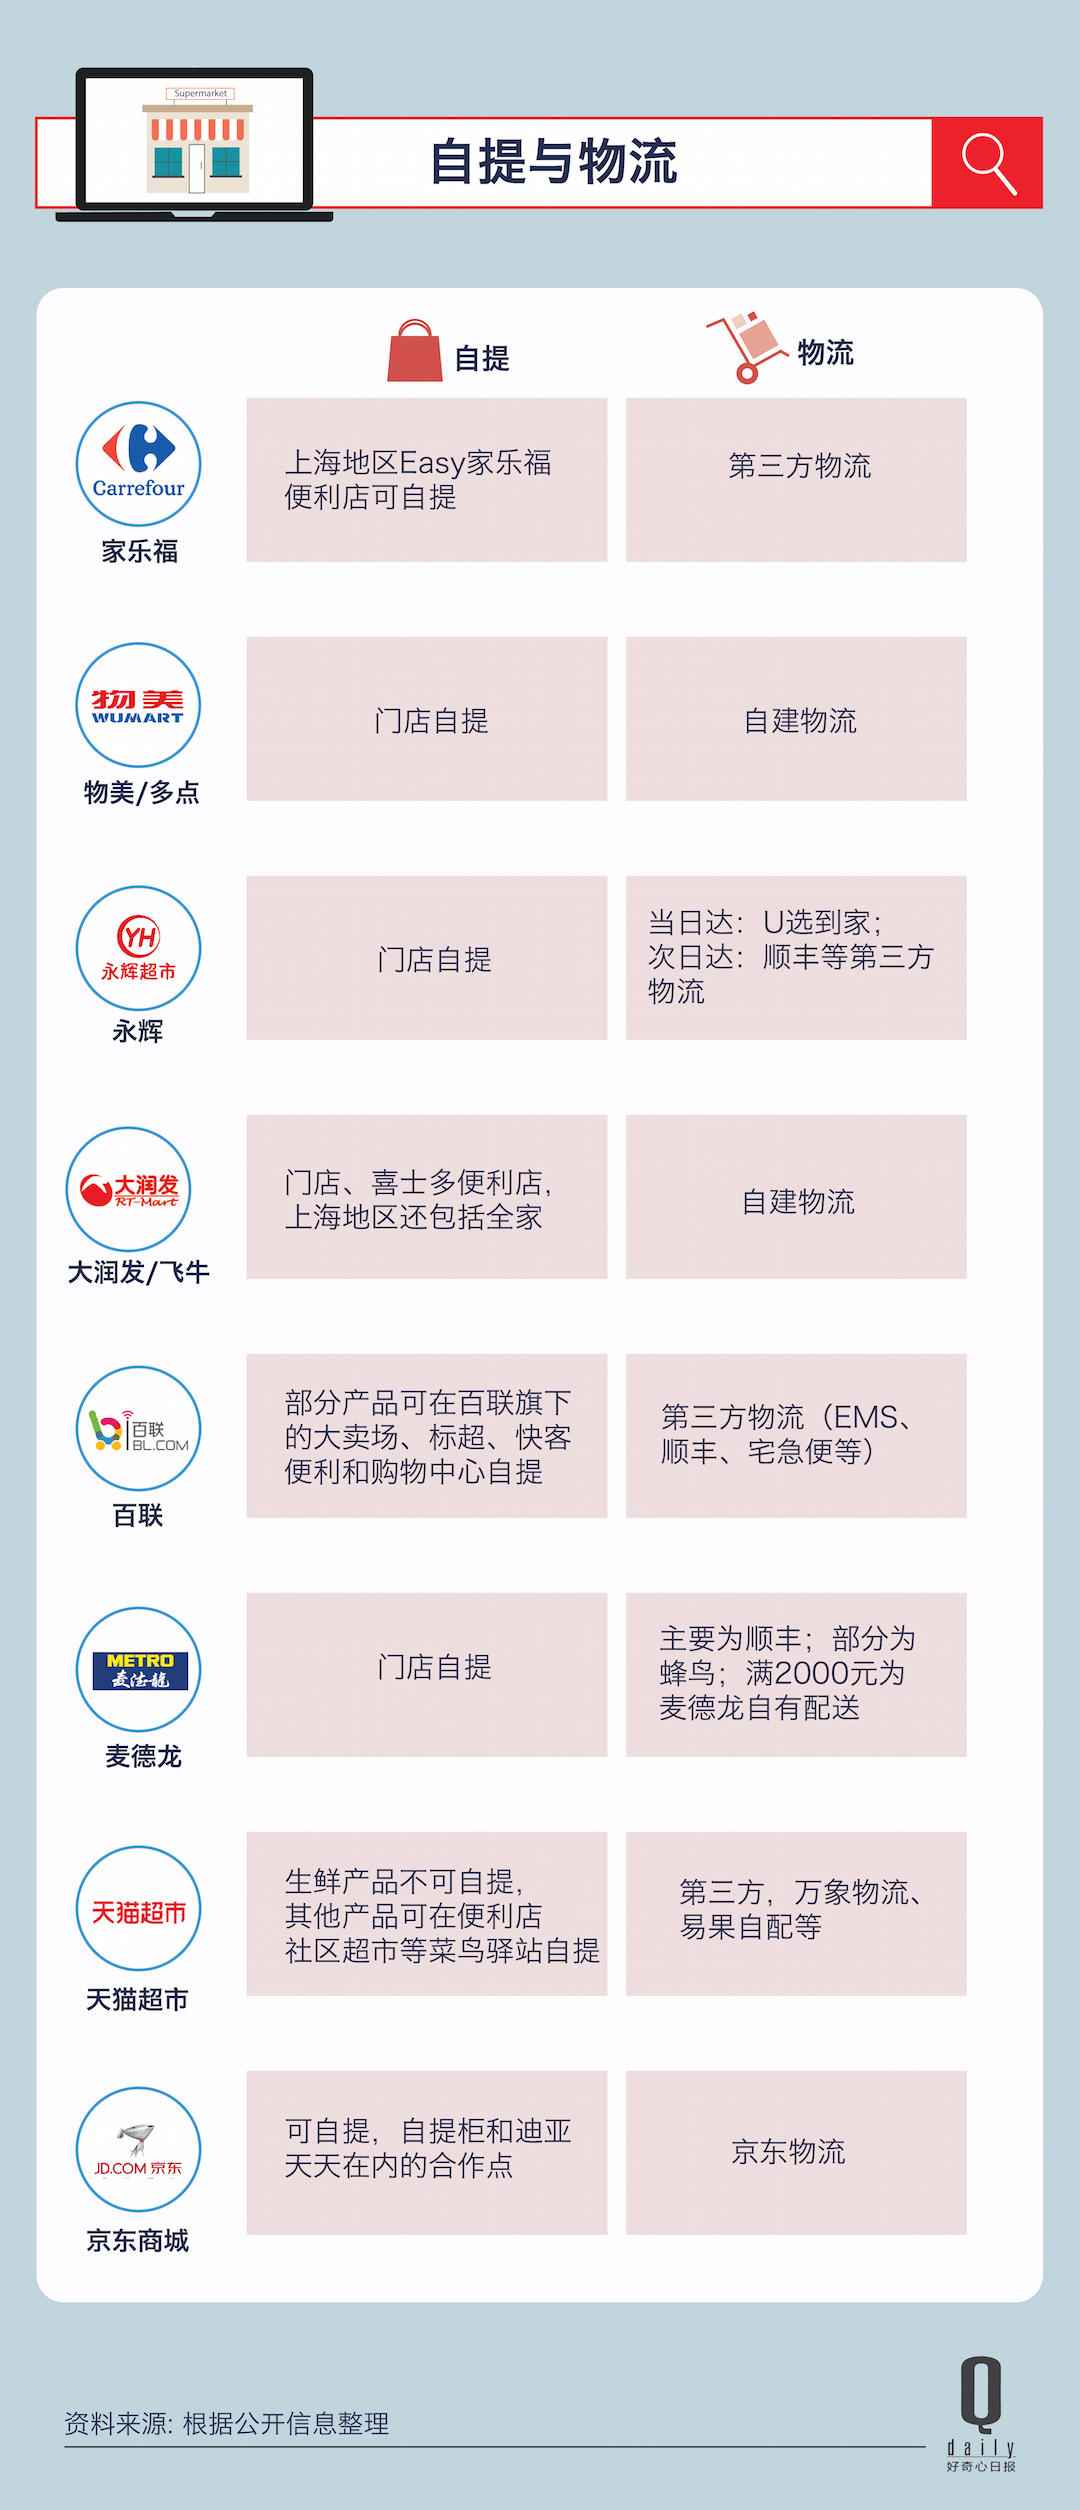 Supermarket
自提与物流
自提
物流
Carrefour
家乐福
上海地区Easy家乐福
便利店可自提
第三方物流
物美
WUMART
物美/多点
门店自提
自建物流
YH
永辉超市
永辉
门店自提
当日达：U选到家；
次日达：顺丰等第三方
物流
大润发
RT-Mart
大润发/飞牛
门店、喜士多便利店，
上海地区还包括全家
自建物流
百联
BL.COM
百联
部分产品可在百联旗下
的大卖场、标超、快客
便利和购物中心自提
第三方物流（EMS、
顺丰、宅急便等）
METRO
麦德龍
麦德龙
门店自提
主要为顺丰；部分为
蜂鸟；满2000元为
麦德龙自有配送
天猫超市
天猫超市
生鲜产品不可自提，
其他产品可在便利店
社区超市等菜鸟驿站自提
第三方，万象物流、
易果自配等
JD.COM 京东
京东商城
可自提，自提柜和迪亚
天天在内的合作点
京东物流
资料来源: 根据公开信息整理
Q
daily
好奇心日报